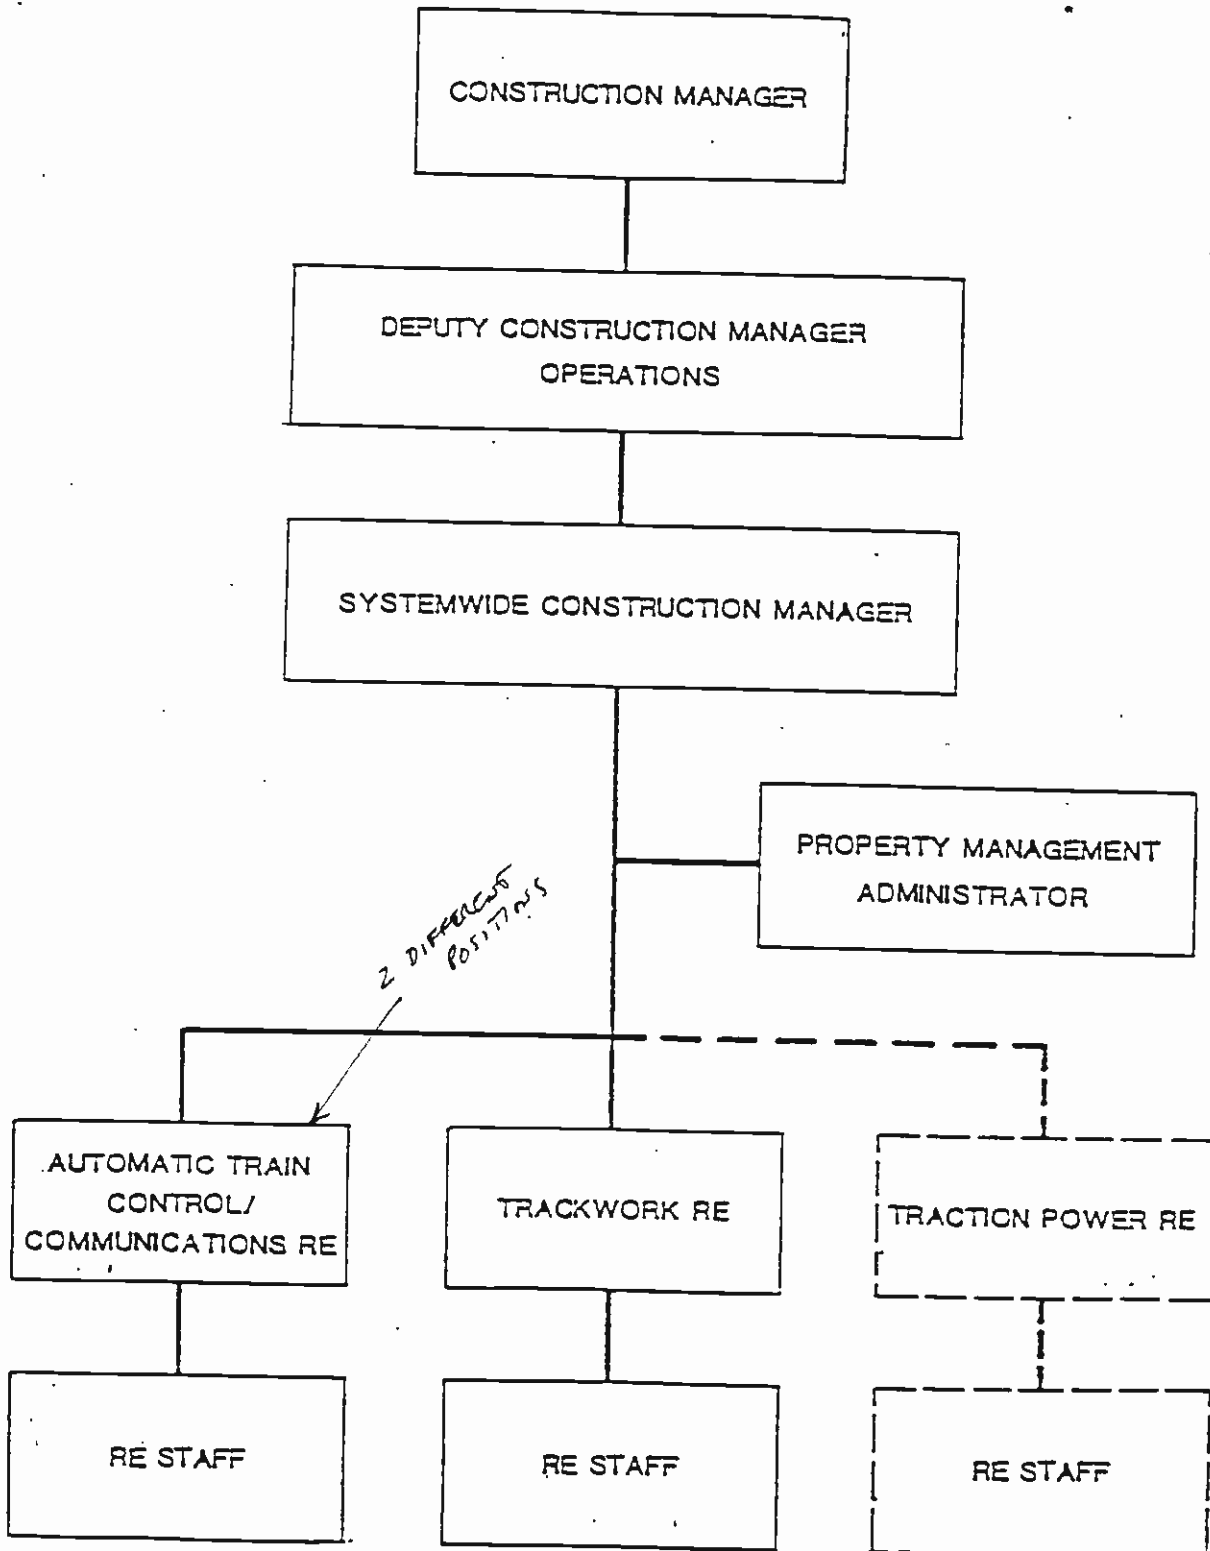 CONSTRUCTION MANAGER
DEPUTY CONSTRUCTION MANAGER
OPERATIONS
SYSTEMWIDE CONSTRUCTION MANAGER
PROPERTY MANAGEMENT
ADMINISTRATOR
2 DIFFERENT
POSITIONS
AUTOMATIC TRAIN
CONTROL/
COMMUNICATIONS RE
TRACKWORK RE
TRACTION POWER RE
RE STAFF
RE STAFF
RE STAFF